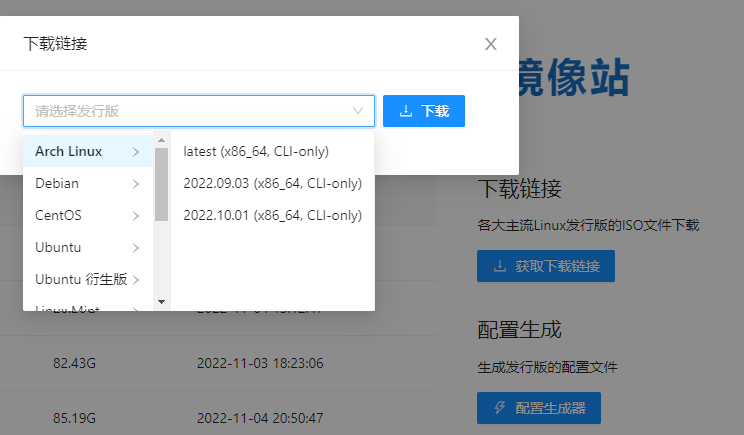 下载链接
请选择发行版
下载
Arch Linux
Debian
CentOS
Ubuntu
Ubuntu 衍生版
Linux Mint
latest (x86_64, CLI-only)
2022.09.03 (x86_64, CLI-only)
2022.10.01 (x86_64, CLI-only)
82.43G 2022-11-03 18:23:06
85.19G 2022-11-04 20:50:47
镜像站
下载链接
各大主流Linux发行版的ISO文件下载
获取下载链接
配置生成
生成发行版的配置文件
配置生成器